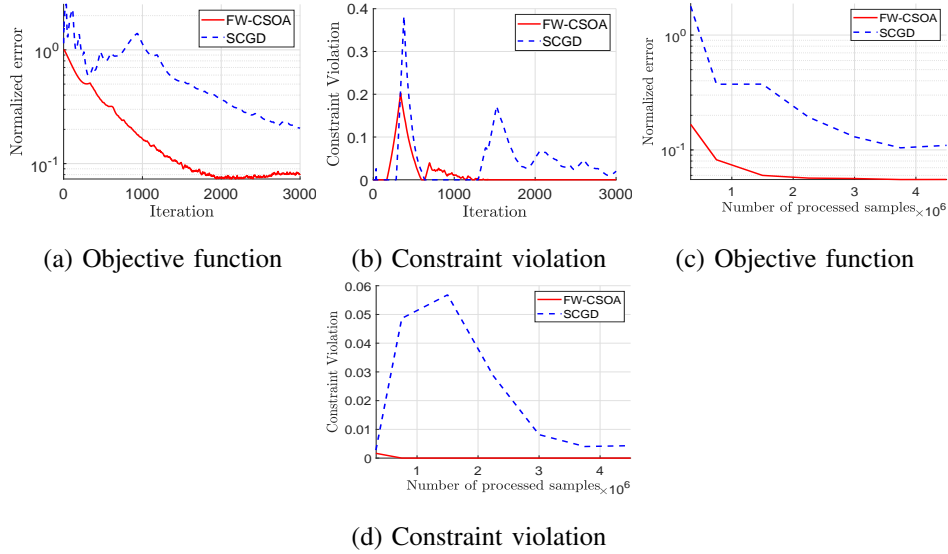 Normalized errror
10^0
10^-1
0
1000
2000
3000
Iteration
FW-CSOA
SCGD
(a) Objective function
Constraint Violation
0.4
0.3
0.2
0.1
0
0
1000
2000
3000
Iteration
FW-CSOA
SCGD
(b) Constraint violation
Normalized errror
10^0
10^-1
1
2
3
4
Number of processed samples
×10^6
FW-CSOA
SCGD
(c) Objective function
Constraint Violation
0.06
0.05
0.04
0.03
0.02
0.01
0
1
2
3
4
Number of processed samples
×10^6
FW-CSOA
SCGD
(d) Constraint violation